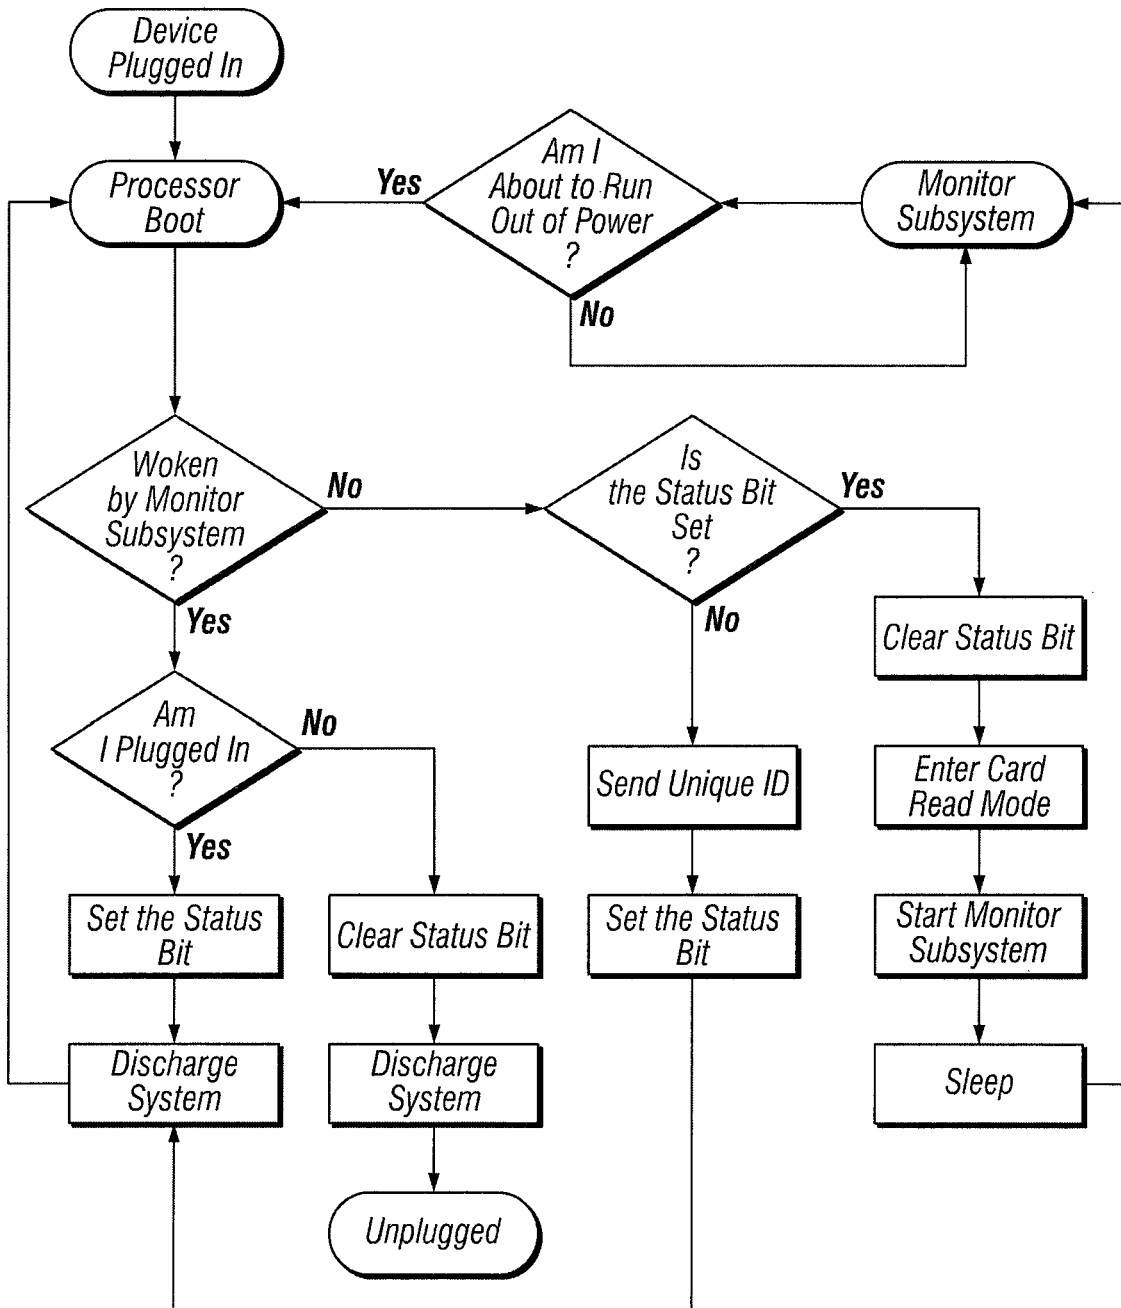 Device
Plugged In
Processor
Boot
Yes
Am I
About to Run
Out of Power
?
No
Monitor
Subsystem
Woken
by Monitor
Subsystem
?
No
Yes
Is
the Status Bit
Set
?
Yes
No
Clear Status Bit
Am
I Plugged In
?
No
Yes
Send Unique ID
Enter Card
Read Mode
Set the Status
Bit
Clear Status Bit
Set the Status
Bit
Start Monitor
Subsystem
Discharge
System
Discharge
System
Sleep
Unplugged